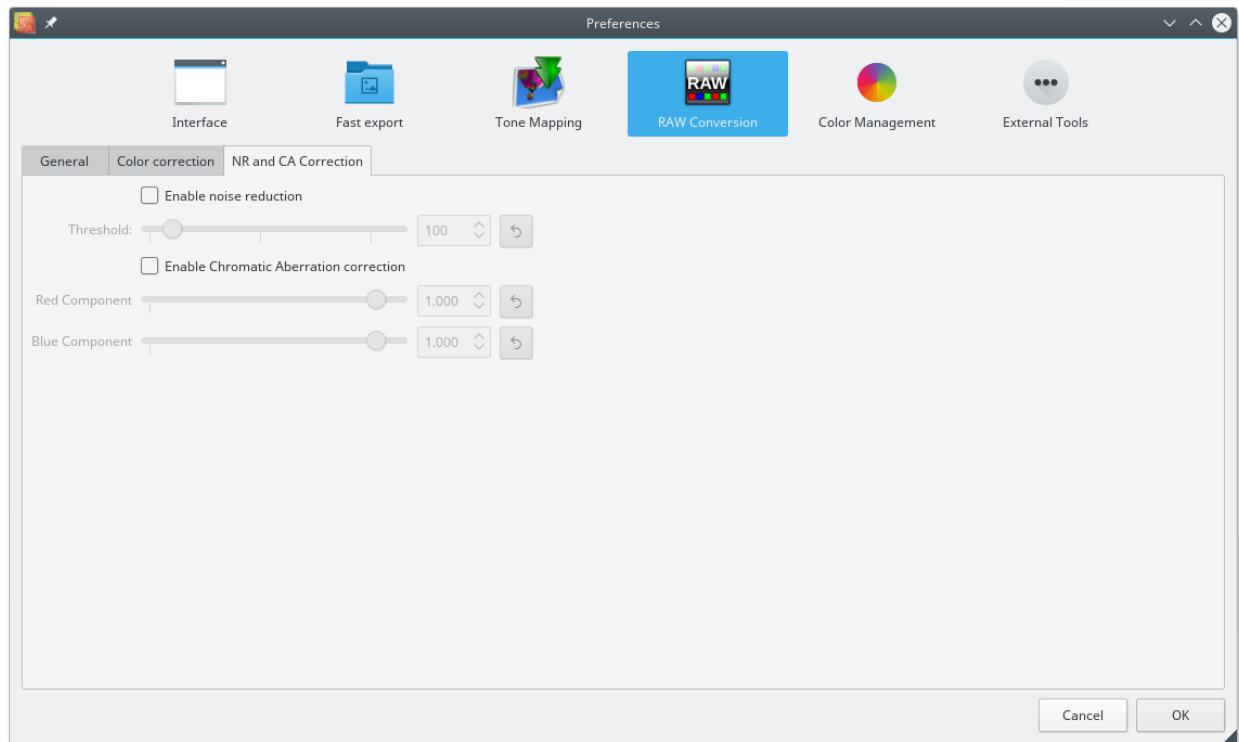 Preferences
RAW
Interface Fast export Tone Mapping RAW Conversion Color Management External Tools
General Color correction NR and CA Correction
Enable noise reduction
Threshold: 100
Enable Chromatic Aberration correction
Red Component 1.000
Blue Component 1.000
Cancel OK